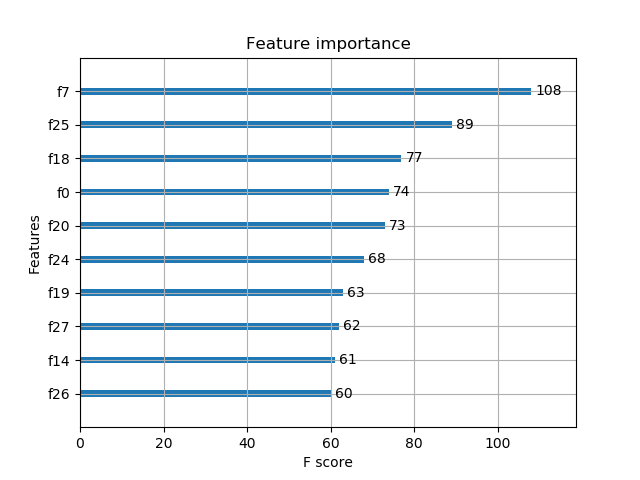 Feature importance
f7 108
f25 89
f18 77
f0 74
f20 73
f24 68
f19 63
f27 62
f14 61
f26 60
Features
0 20 40 60 80 100
F score